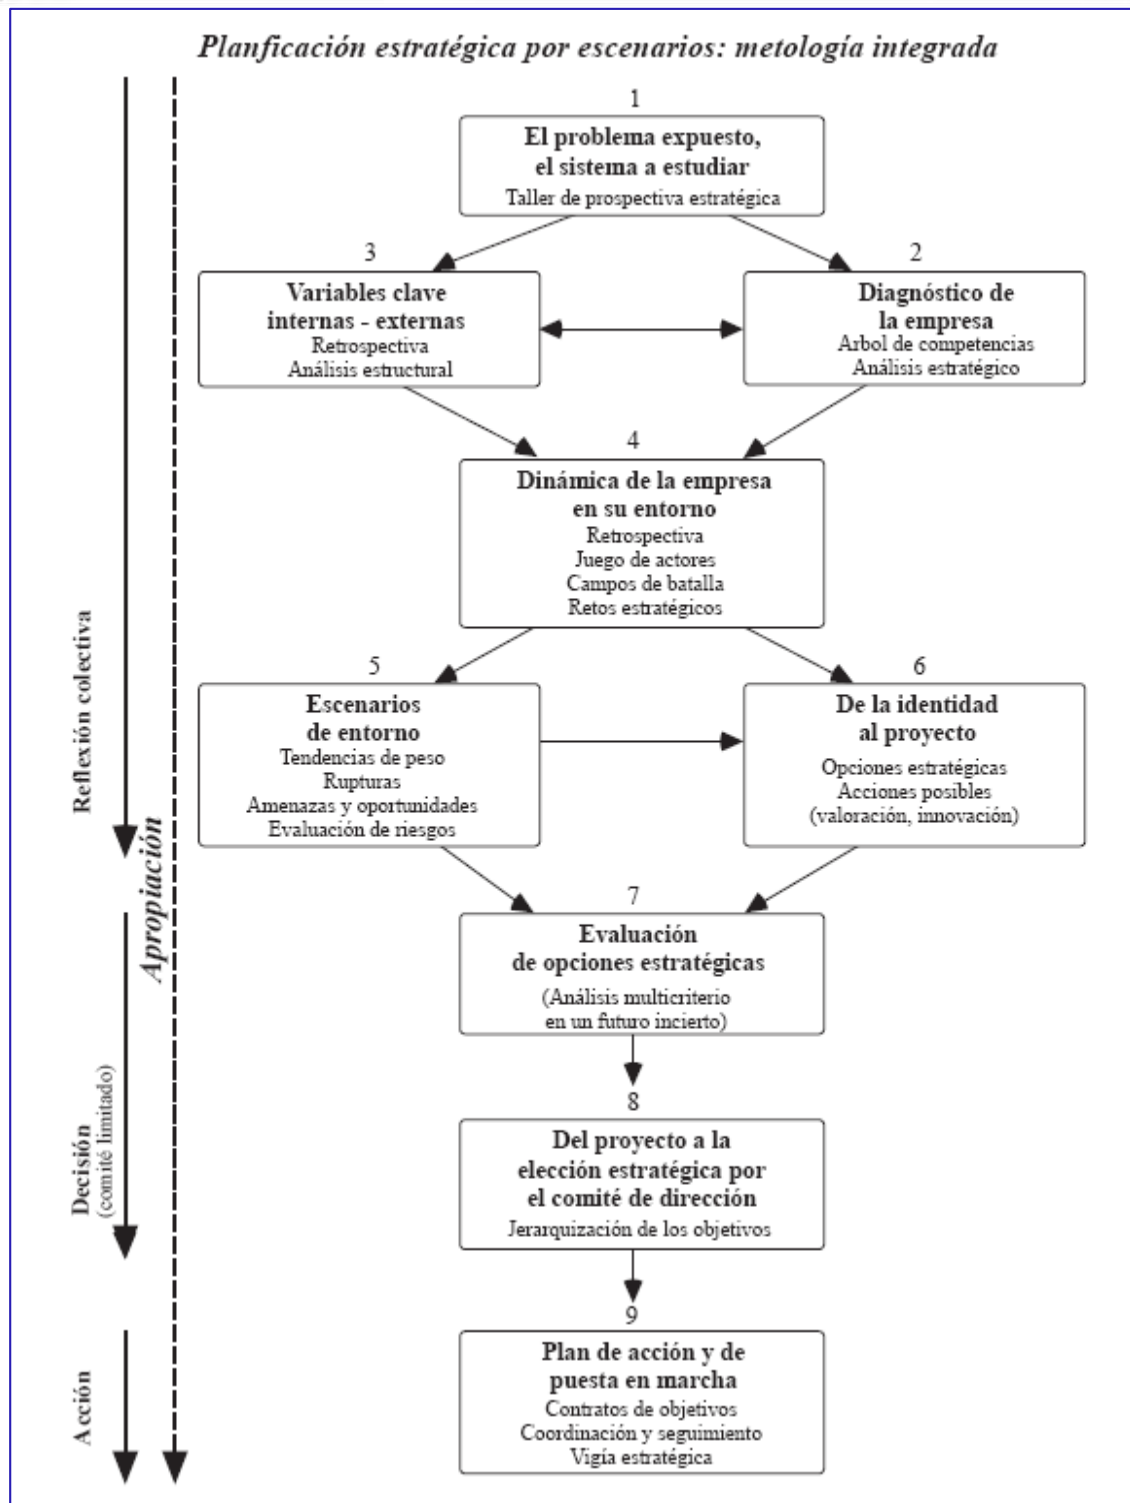 Planficación estratégica por escenarios: metología integrada
1
El problema expuesto,
el sistema a estudiar
Taller de prospectiva estratégica
3
Variables clave
internas - externas
Retrospectiva
Análisis estructural
2
Diagnóstico de
la empresa
Arbol de competencias
Análisis estratégico
4
Dinámica de la empresa
en su entorno
Retrospectiva
Juego de actores
Campos de batalla
Retos estratégicos
5
Escenarios
de entorno
Tendencias de peso
Rupturas
Amenazas y oportunidades
Evaluación de riesgos
6
De la identidad
al proyecto
Opciones estratégicas
Acciones posibles
(valoración, innovación)
7
Evaluación
de opciones estratégicas
(Análisis multicriterio
en un futuro incierto)
8
Del proyecto a la
elección estratégica por
el comité de dirección
Jerarquización de los objetivos
9
Plan de acción y de
puesta en marcha
Contratos de objetivos
Coordinación y seguimiento
Vigía estratégica
Reflexión colectiva
Apropiación
Decisión
(comité limitado)
Acción